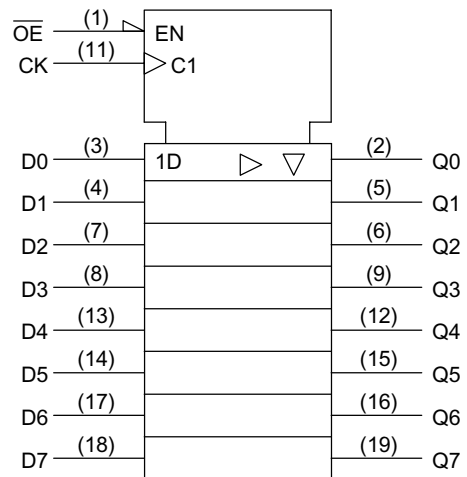 OE (1) EN
CK (11) C1
D0 (3) 1D (2) Q0
D1 (4) (5) Q1
D2 (7) (6) Q2
D3 (8) (9) Q3
D4 (13) (12) Q4
D5 (14) (15) Q5
D6 (17) (16) Q6
D7 (18) (19) Q7